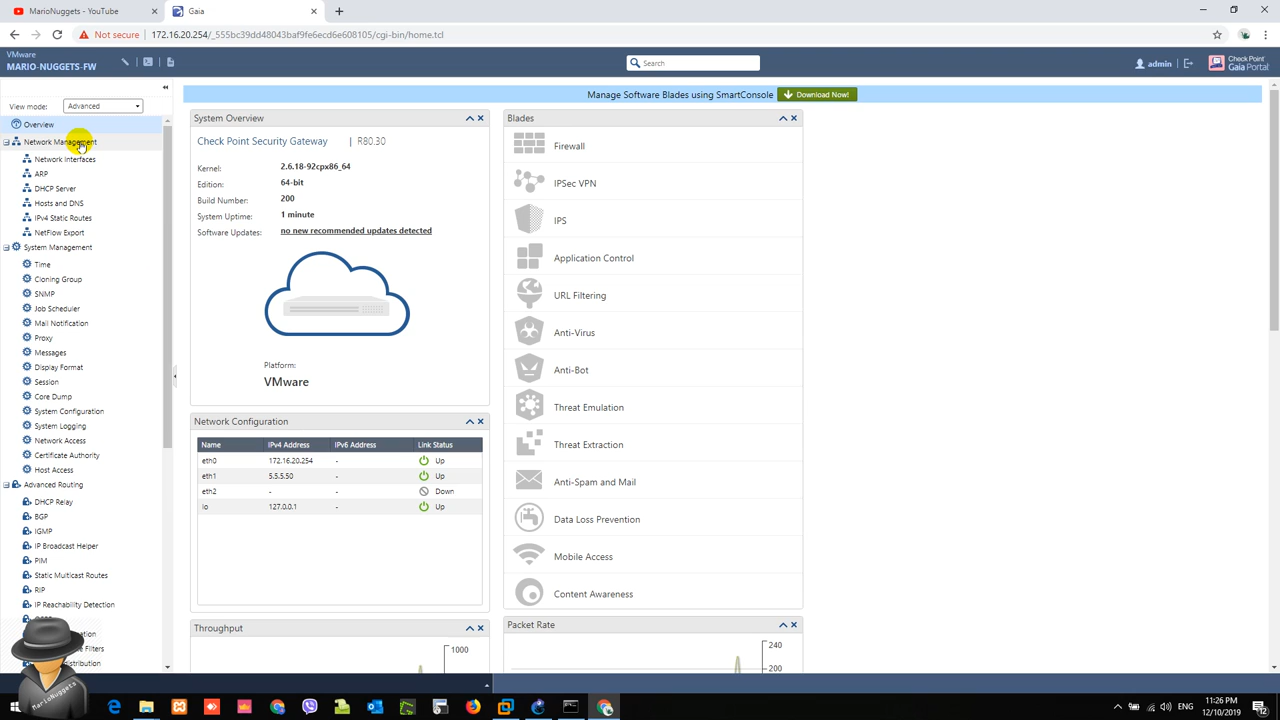 MarioNuggets - YouTube
Gaia
Not secure
172.16.20.254/_555bc39dd48043baf9fe6ecd6e608105/cgi-bin/home.tcl
VMware
MARIO-NUGGETS-FW
Search
admin
Check Point
Gaia Portal
View mode:
Advanced
Manage Software Blades using SmartConsole
Download Now!
Overview
Network Management
Network Interfaces
ARP
DHCP Server
Hosts and DNS
IPv4 Static Routes
NetFlow Export
System Management
Time
Cloning Group
SNMP
Job Scheduler
Mail Notification
Proxy
Messages
Display Format
Session
Core Dump
System Configuration
System Logging
Network Access
Certificate Authority
Host Access
Advanced Routing
DHCP Relay
BGP
IGMP
IP Broadcast Helper
PIM
Static Multicast Routes
RIP
IP Reachability Detection
System Overview
Check Point Security Gateway | R80.30
Kernel: 2.6.18-92cpx86_64
Edition: 64-bit
Build Number: 200
System Uptime: 1 minute
Software Updates: no new recommended updates detected
Platform:
VMware
Network Configuration
Name IPv4 Address IPv6 Address Link Status
eth0 172.16.20.254 - Up
eth1 5.5.5.50 - Up
eth2 - - Down
lo 127.0.0.1 - Up
Throughput
1000
Blades
Firewall
IPSec VPN
IPS
Application Control
URL Filtering
Anti-Virus
Anti-Bot
Threat Emulation
Threat Extraction
Anti-Spam and Mail
Data Loss Prevention
Mobile Access
Content Awareness
Packet Rate
240
200
MarioNuggets
ENG
11:26 PM
12/10/2019
12